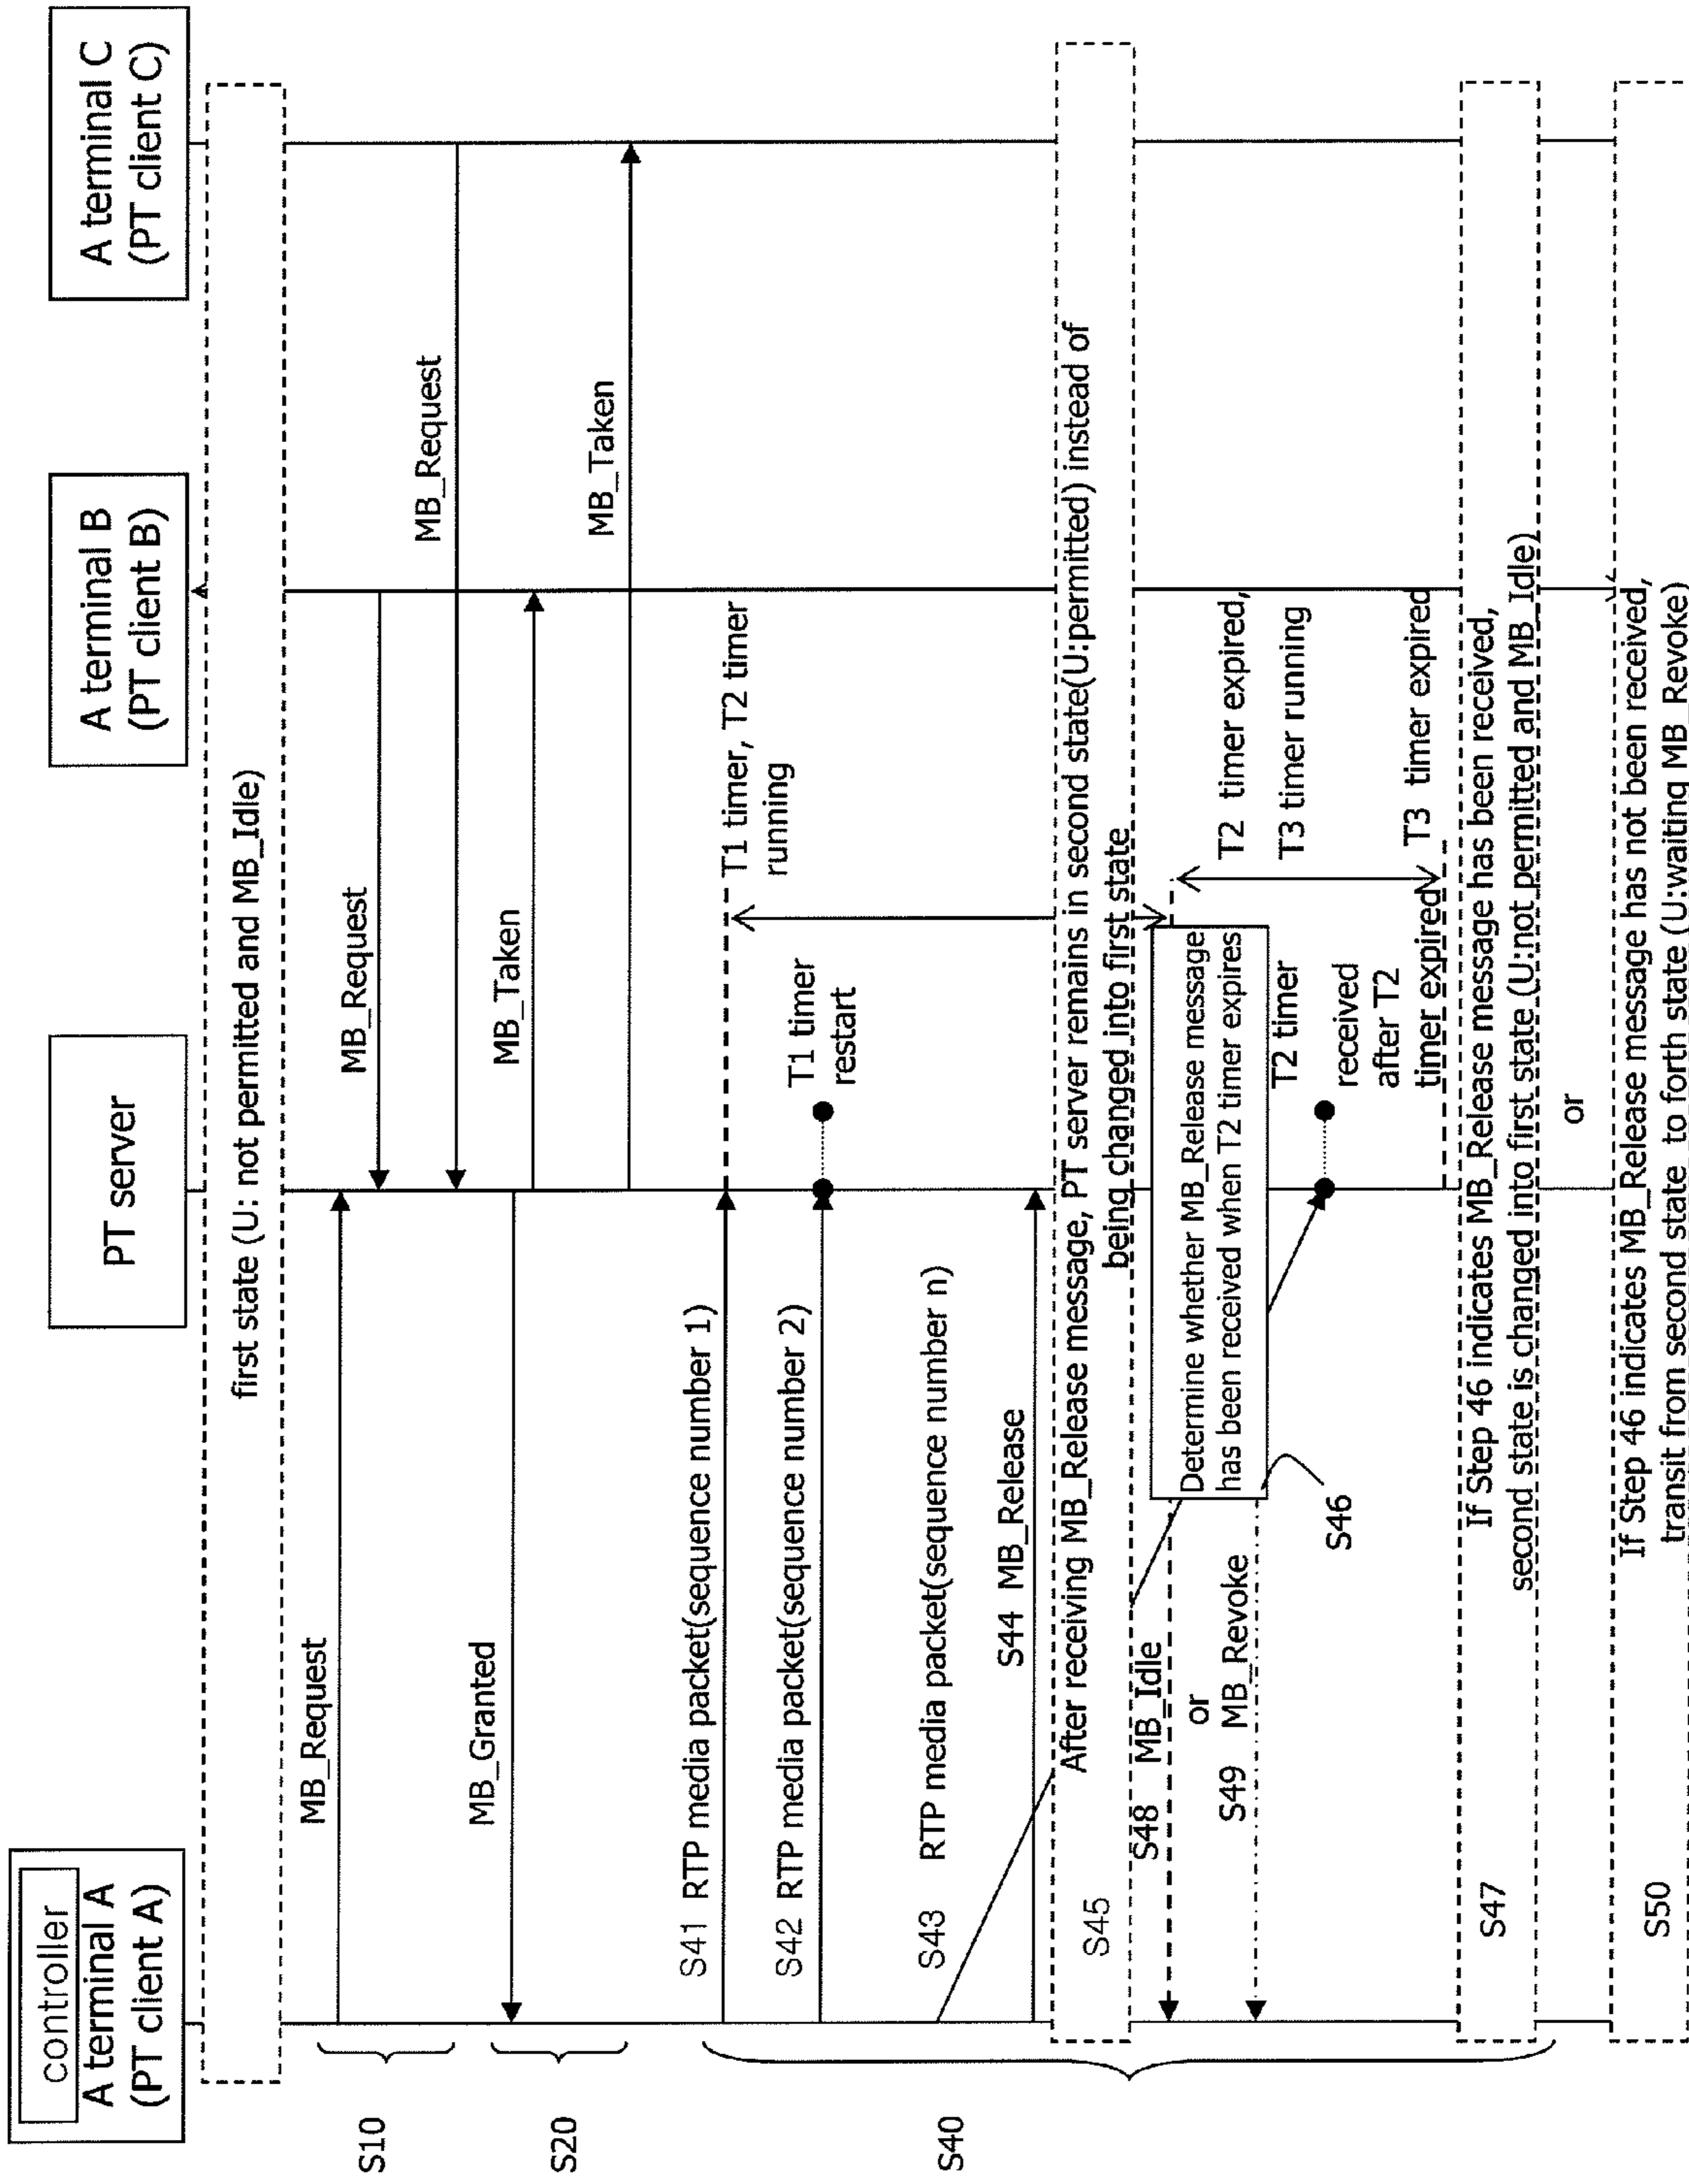 controller
A terminal A
(PT client A)
PT server
A terminal B
(PT client B)
A terminal C
(PT client C)
first state (U: not permitted and MB_Idle)
S10
MB_Request
MB_Request
MB_Request
S20
MB_Granted
MB_Taken
MB_Taken
S40
S41 RTP media packet(sequence number 1)
T1 timer, T2 timer
running
S42 RTP media packet(sequence number 2)
T1 timer
restart
S43 RTP media packet(sequence number n)
S44 MB_Release
S45
After receiving MB_Release message, PT server remains in second state(U:permitted) instead of
being changed into first state
S48 MB_Idle
or
S49 MB_Revoke
Determine whether MB_Release message
has been received when T2 timer expires
S46
T2 timer
received
after T2
timer expired
T2 timer expired,
T3 timer running
T3 timer expired
S47
If Step 46 indicates MB_Release message has been received,
second state is changed into first state (U:not permitted and MB_Idle)
or
S50
If Step 46 indicates MB_Release message has not been received,
transit from second state to forth state (U:waiting MB_Revoke)